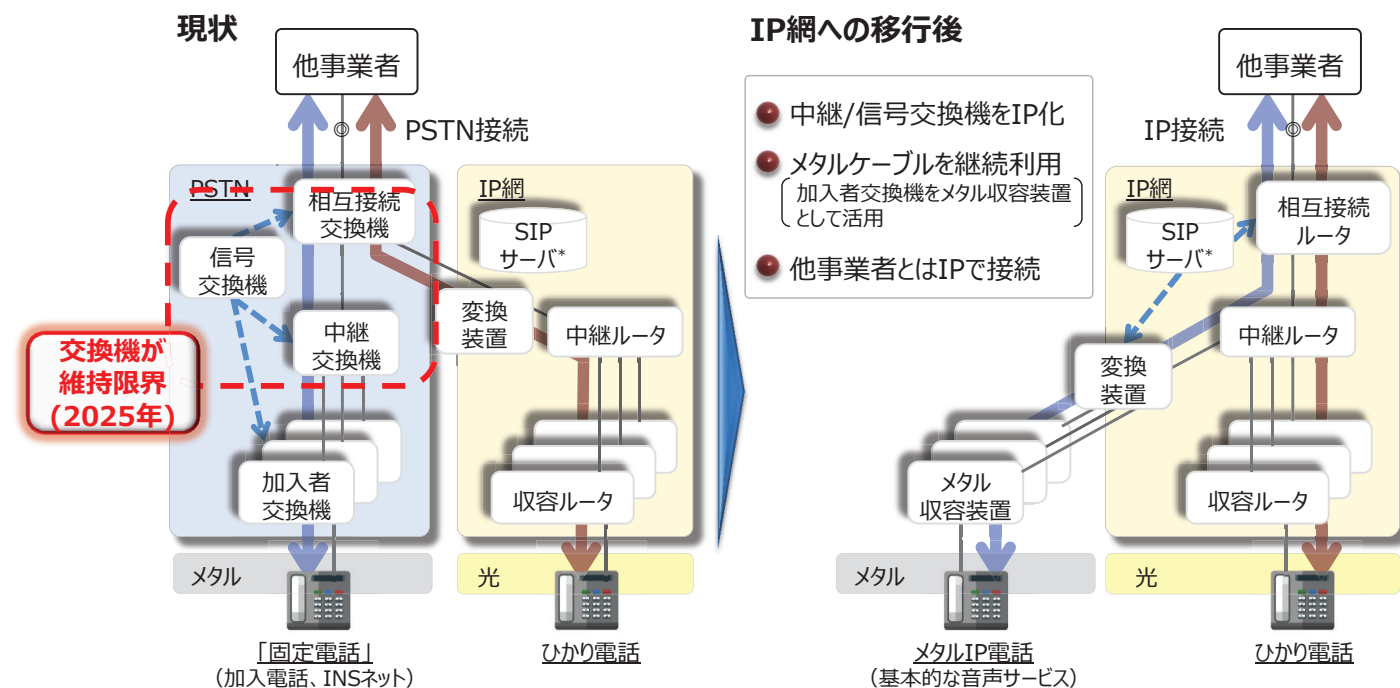 現状
他事業者
PSTN接続
PSTN
相互接続
交換機
信号
交換機
中継
交換機
交換機が
維持限界
(2025年)
加入者
交換機
IP網
SIP
サーバ*
変換
装置
中継ルータ
収容ルータ
メタル
光
「固定電話」
（加入電話、INSネット）
ひかり電話
IP網への移行後
中継/信号交換機をIP化
メタルケーブルを継続利用
加入者交換機をメタル収容装置
として活用
他事業者とはIPで接続
他事業者
IP接続
IP網
SIP
サーバ*
相互接続
ルータ
中継ルータ
変換
装置
メタル
収容装置
収容ルータ
メタル
光
メタルIP電話
（基本的な音声サービス）
ひかり電話